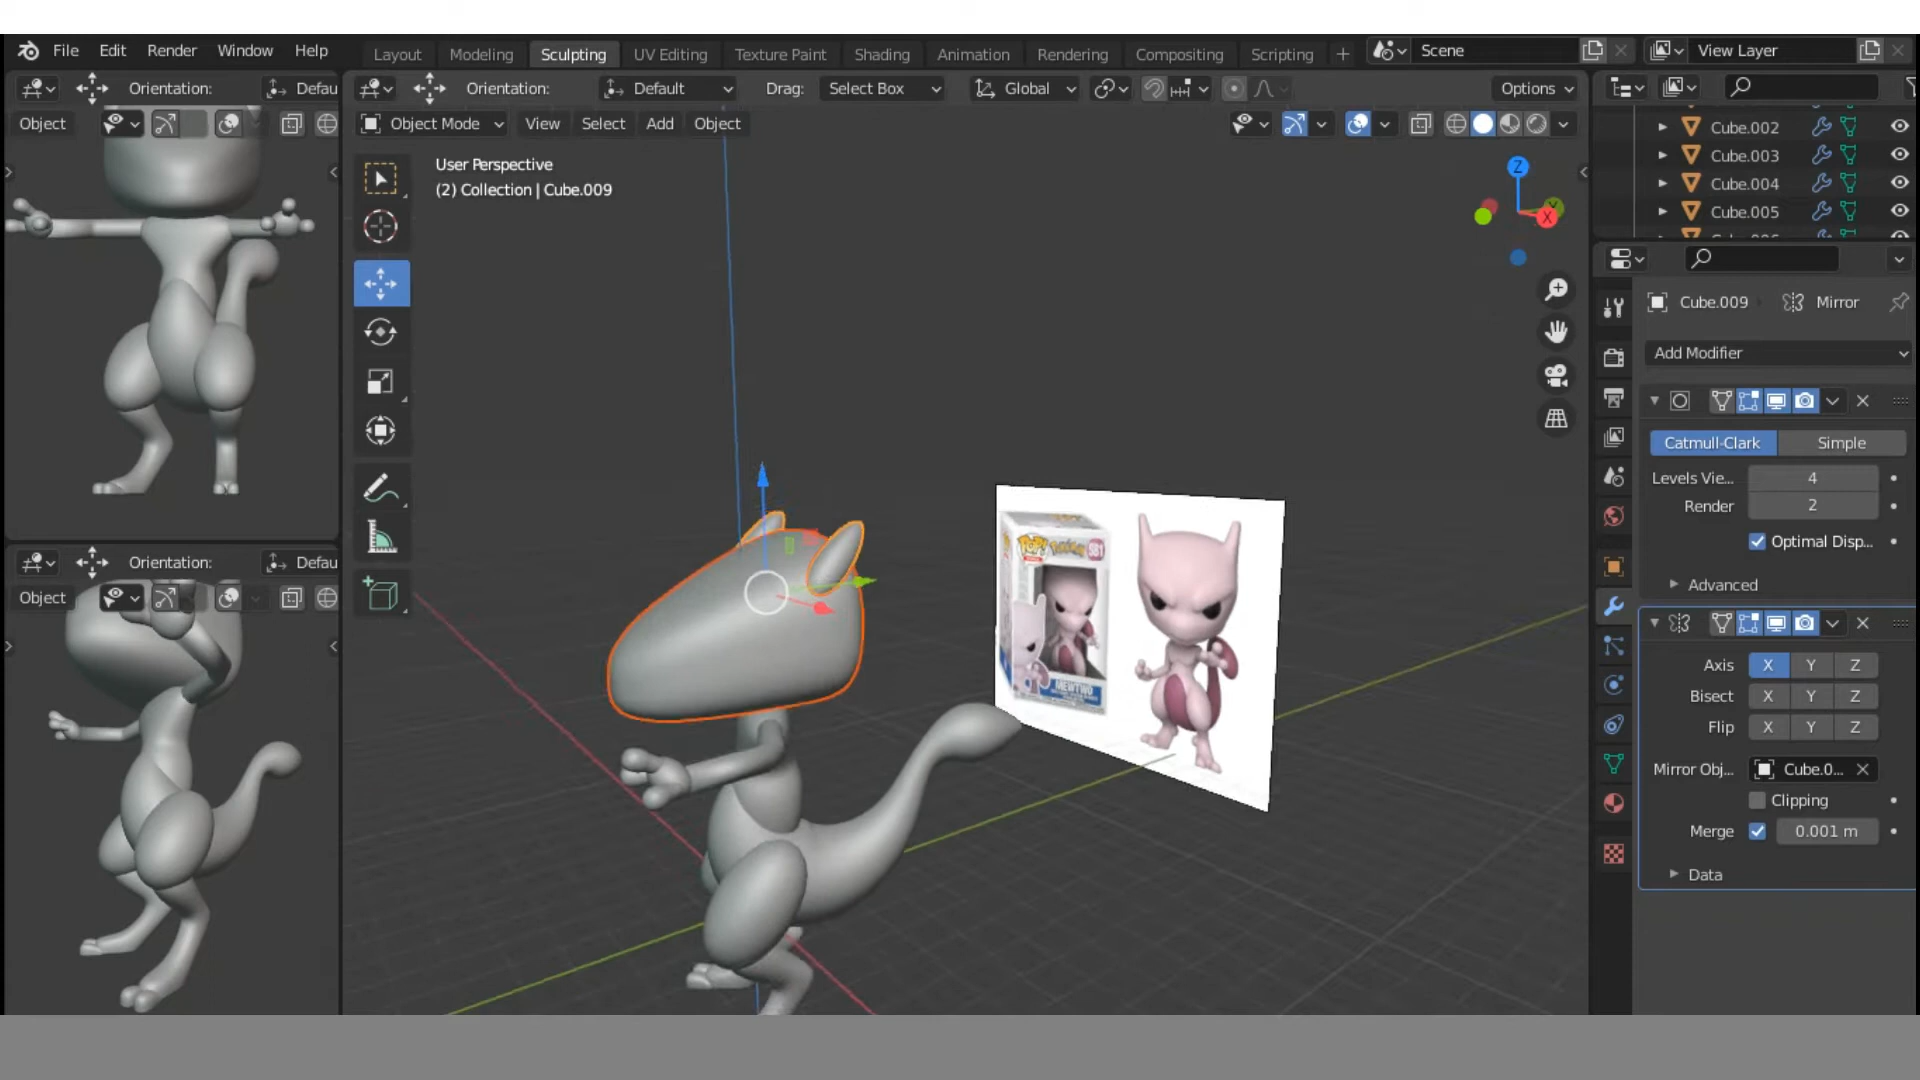 File Edit Render Window Help
Layout Modeling Sculpting UV Editing Texture Paint Shading Animation Rendering Compositing Scripting +
Scene
View Layer
Orientation: Defau
Orientation: Default Drag: Select Box Global Options
Object
Object Mode View Select Add Object
User Perspective
(2) Collection | Cube.009
Z
X
Cube.002
Cube.003
Cube.004
Cube.005
Cube.009 Mirror
Add Modifier
Catmull-Clark Simple
Levels Vie... 4
Render 2
Optimal Disp...
Advanced
Axis X Y Z
Bisect X Y Z
Flip X Y Z
Mirror Obj... Cube.0...
Clipping
Merge 0.001 m
Data
Orientation: Defau
Object
POP!
581
MEWTWO